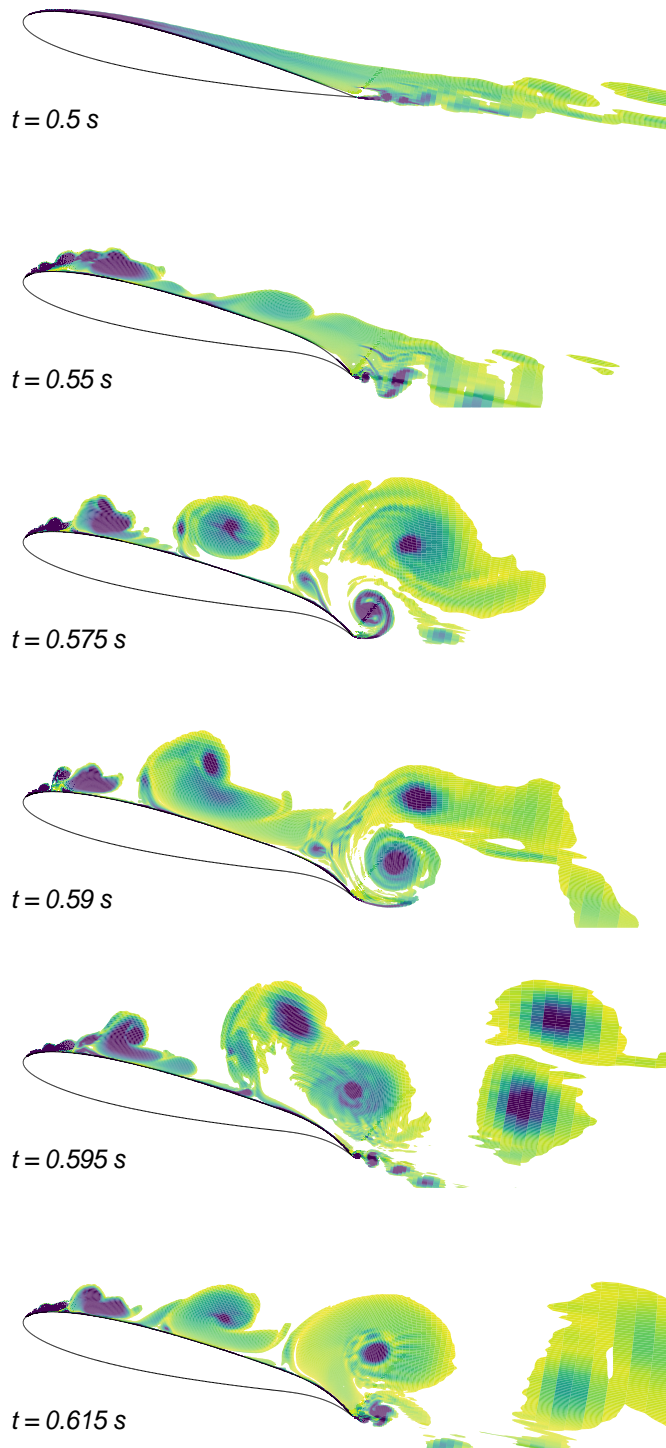 t = 0.5 s
t = 0.55 s
t = 0.575 s
t = 0.59 s
t = 0.595 s
t = 0.615 s